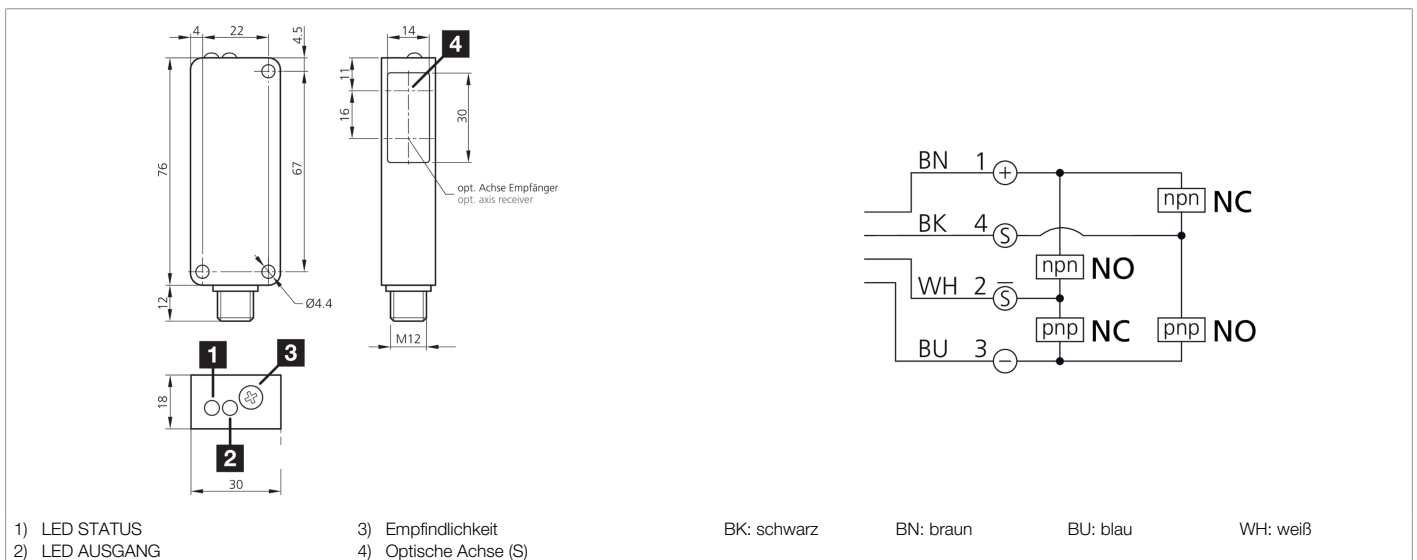 4 22 4.5
14
4
11
16
30
76
67
opt. Achse Empfänger
opt. axis receiver
12
Ø4.4
M12
1
3
18
2
30
BN 1 +
npn NC
BK 4 S
npn NO
WH 2 S̅
pnp NC pnp NO
BU 3 −
1) LED STATUS
2) LED AUSGANG
3) Empfindlichkeit
4) Optische Achse (S)
BK: schwarz BN: braun BU: blau WH: weiß